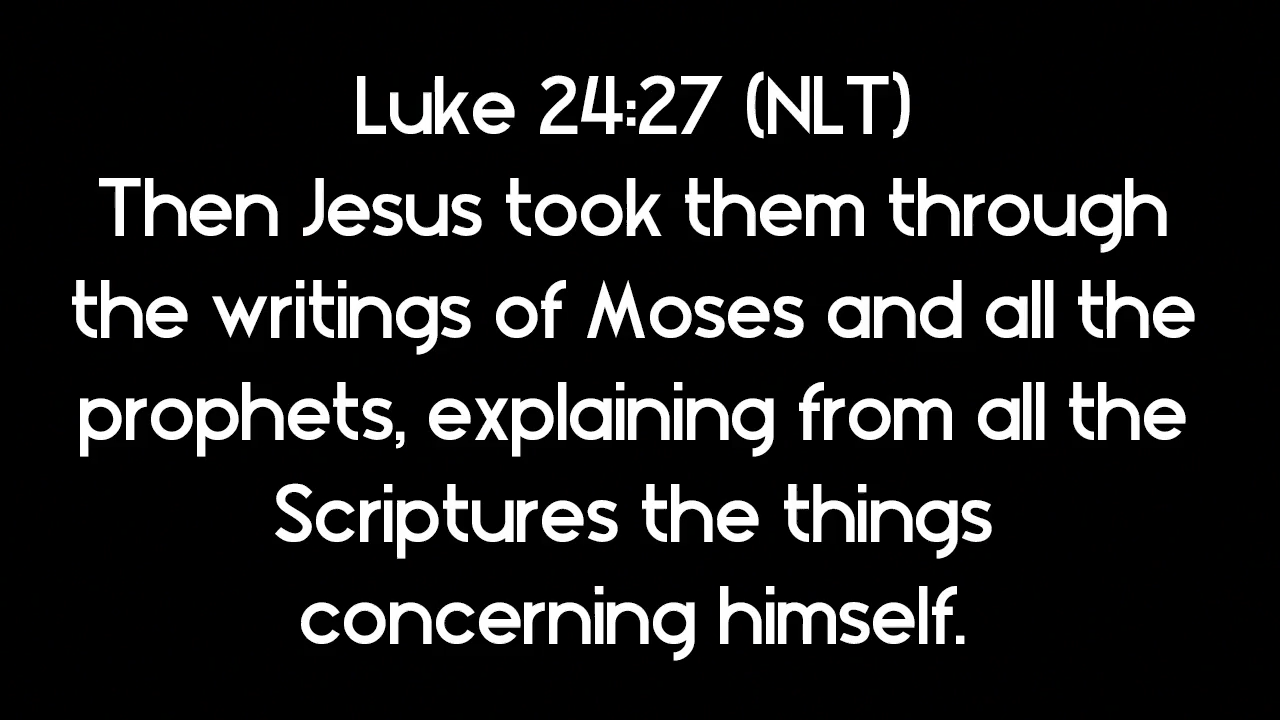 Luke 24:27 (NLT)
Then Jesus took them through
the writings of Moses and all the
prophets, explaining from all the
Scriptures the things
concerning himself.